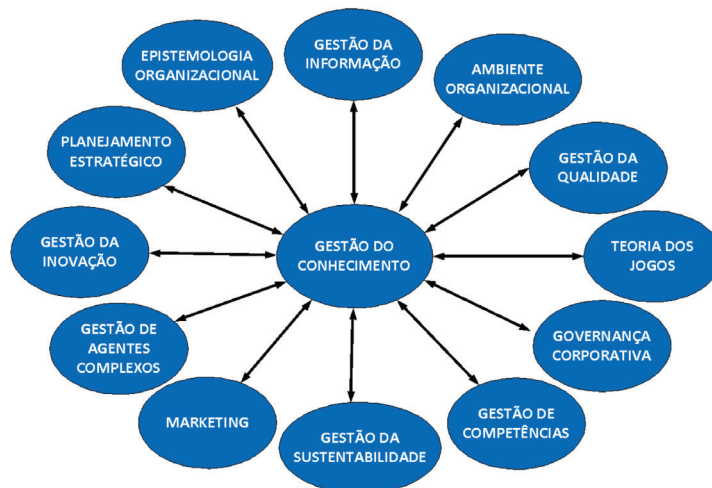 GESTÃO DA
INFORMAÇÃO
EPISTEMOLOGIA
ORGANIZACIONAL
AMBIENTE
ORGANIZACIONAL
PLANEJAMENTO
ESTRATÉGICO
GESTÃO DA
QUALIDADE
GESTÃO DA
INOVAÇÃO
GESTÃO DO
CONHECIMENTO
TEORIA DOS
JOGOS
GESTÃO DE
AGENTES
COMPLEXOS
GOVERNANÇA
CORPORATIVA
MARKETING
GESTÃO DA
SUSTENTABILIDADE
GESTÃO DE
COMPETÊNCIAS